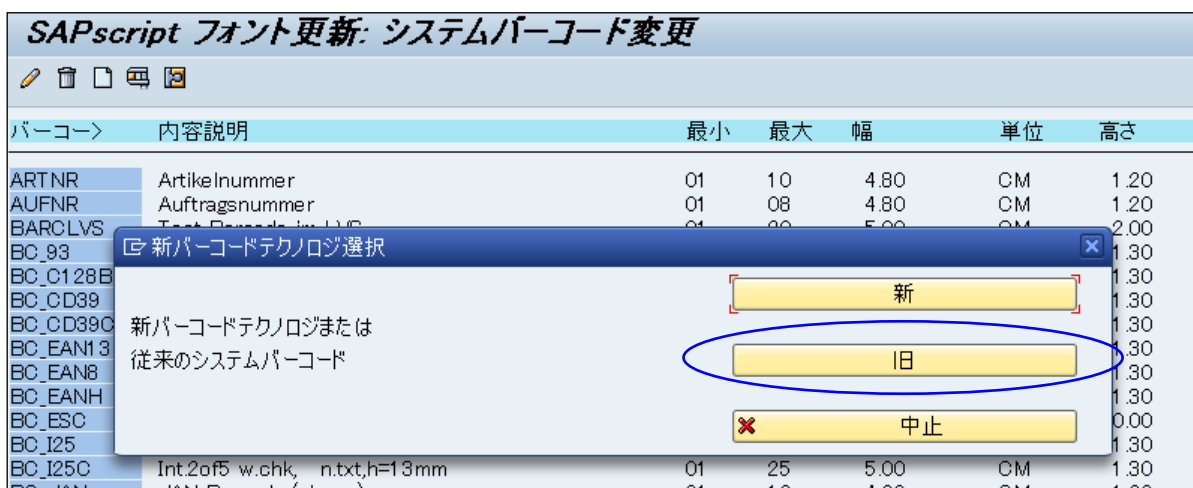 SAPscript フォント更新: システムバーコード変更
バーコー> 内容説明 最小 最大 幅 単位 高さ
ARTNR Artikelnummer 01 10 4.80 CM 1.20
AUFNR Auftragsnummer 01 08 4.80 CM 1.20
BARCLVS 2.00
新バーコードテクノロジ選択
BC_93 1.30
BC_C128B 1.30
新
BC_CD39 1.30
BC_CD39C 新バーコードテクノロジまたは 1.30
BC_EAN13 従来のシステムバーコード 旧 1.30
BC_EAN8 1.30
BC_EANH 1.30
BC_ESC 中止 0.00
BC_I25 1.30
BC_I25C Int.2of5 w.chk, n.txt,h=13mm 01 25 5.00 CM 1.30